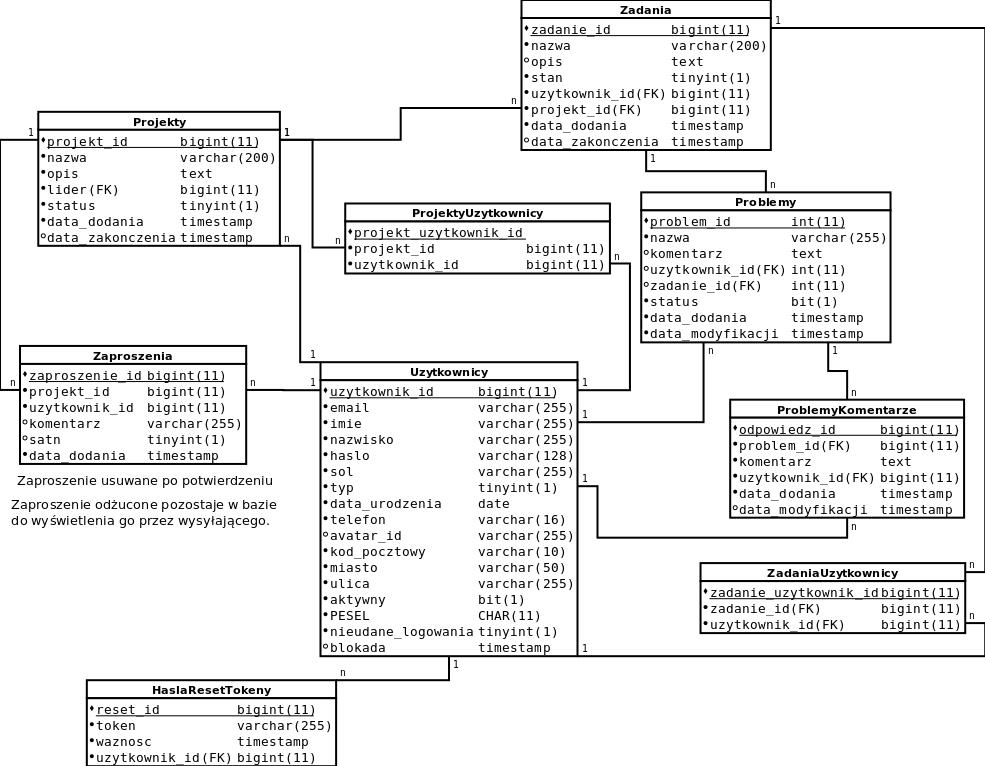 Zadania
zadanie_id bigint(11)
nazwa varchar(200)
opis text
stan tinyint(1)
uzytkownik_id(FK) bigint(11)
projekt_id(FK) bigint(11)
data_dodania timestamp
data_zakonczenia timestamp
1
n
1
n
Projekty
projekt_id bigint(11)
nazwa varchar(200)
opis text
lider(FK) bigint(11)
status tinyint(1)
data_dodania timestamp
data_zakonczenia timestamp
1
1
n
ProjektyUzytkownicy
projekt_uzytkownik_id
projekt_id bigint(11)
uzytkownik_id bigint(11)
n
n
Problemy
problem_id int(11)
nazwa varchar(255)
komentarz text
uzytkownik_id(FK) int(11)
zadanie_id(FK) int(11)
status bit(1)
data_dodania timestamp
data_modyfikacji timestamp
n
1
n
Zaproszenia
zaproszenie_id bigint(11)
projekt_id bigint(11)
uzytkownik_id bigint(11)
komentarz varchar(255)
satn tinyint(1)
data_dodania timestamp
n
n
Zaproszenie usuwane po potwierdzeniu
Zaproszenie odżucone pozostaje w bazie
do wyświetlenia go przez wysyłającego.
1
1
Uzytkownicy
uzytkownik_id bigint(11)
email varchar(255)
imie varchar(255)
nazwisko varchar(255)
haslo varchar(128)
sol varchar(255)
typ tinyint(1)
data_urodzenia date
telefon varchar(16)
avatar_id varchar(255)
kod_pocztowy varchar(10)
miasto varchar(50)
ulica varchar(255)
aktywny bit(1)
PESEL CHAR(11)
nieudane_logowania tinyint(1)
blokada timestamp
1
1
1
1
1
ProblemyKomentarze
odpowiedz_id bigint(11)
problem_id(FK) bigint(11)
komentarz text
uzytkownik_id(FK) bigint(11)
data_dodania timestamp
data_modyfikacji timestamp
n
ZadaniaUzytkownicy
zadanie_uzytkownik_id bigint(11)
zadanie_id(FK) bigint(11)
uzytkownik_id(FK) bigint(11)
n
n
n
HaslaResetTokeny
reset_id bigint(11)
token varchar(255)
waznosc timestamp
uzytkownik_id(FK) bigint(11)